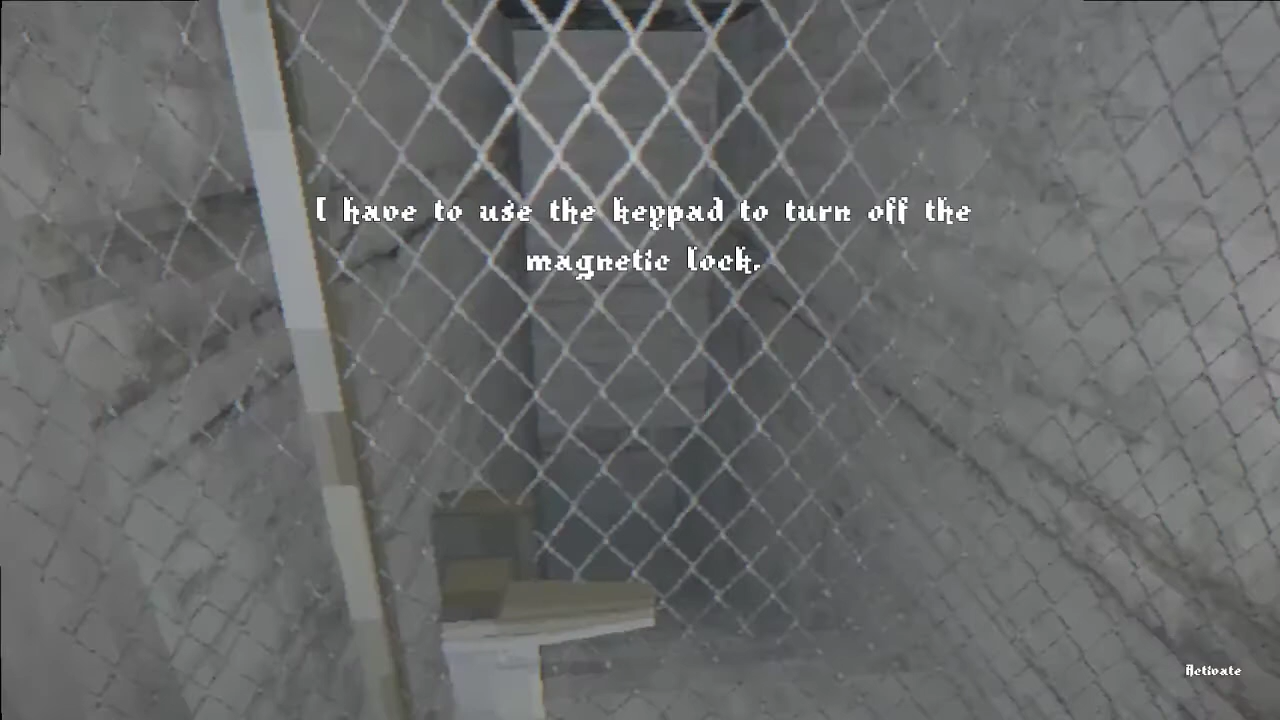 I have to use the keypad to turn off the
magnetic lock.
Activate